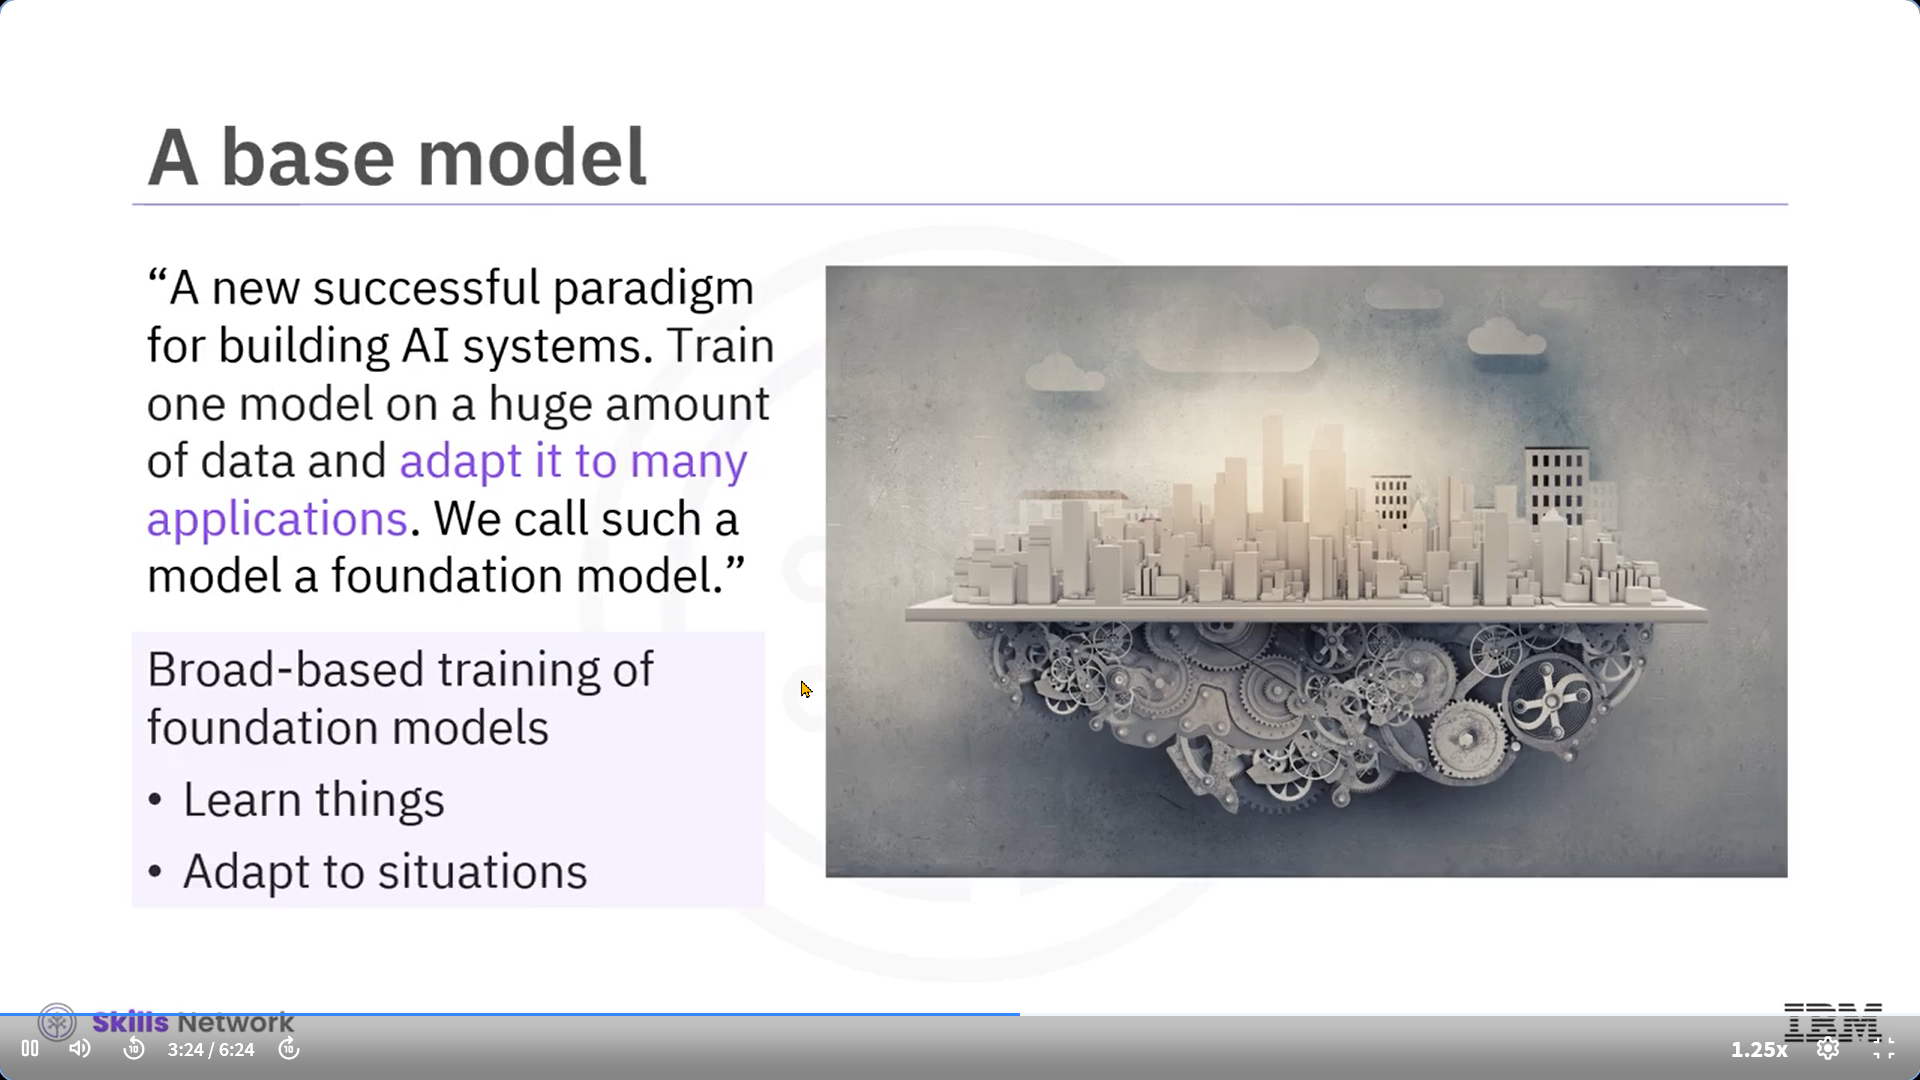 A base model
“A new successful paradigm
for building AI systems. Train
one model on a huge amount
of data and adapt it to many
applications. We call such a
model a foundation model.”
Broad-based training of
foundation models
• Learn things
• Adapt to situations
Skills Network
IBM
10
3:24 / 6:24
10
1.25x